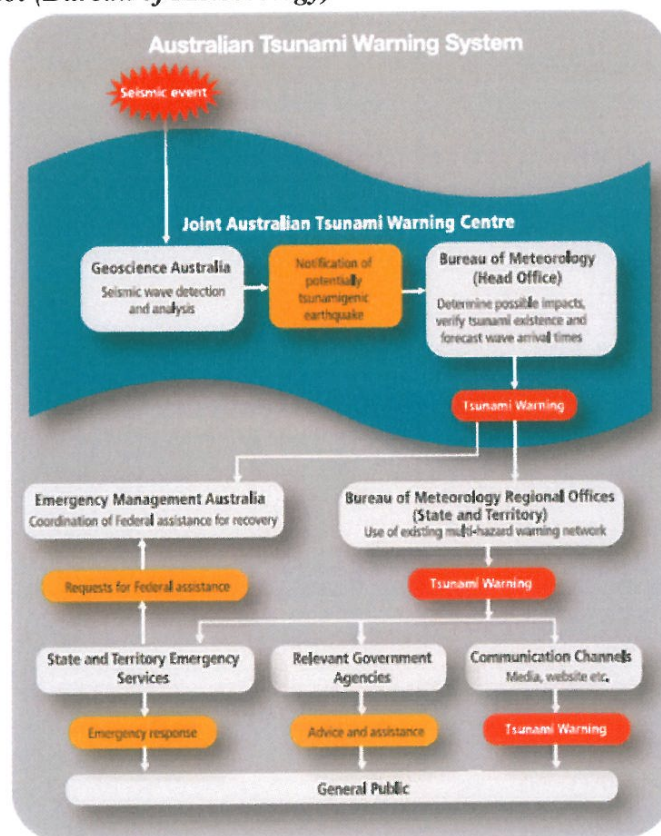 Australian Tsunami Warning System
Seismic event
Joint Australian Tsunami Warning Centre
Geoscience Australia
Seismic wave detection
and analysis
Notification of
potentially
tsunamigenic
earthquake
Bureau of Meteorology
(Head Office)
Determine possible impacts,
verify tsunami existence and
forecast wave arrival times
Tsunami Warning
Emergency Management Australia
Coordination of Federal assistance for recovery
Bureau of Meteorology Regional Offices
(State and Territory)
Use of existing multi-hazard warning network
Requests for Federal assistance
Tsunami Warning
State and Territory Emergency
Services
Relevant Government
Agencies
Communication Channels
Media, website etc.
Emergency response
Advice and assistance
Tsunami Warning
General Public